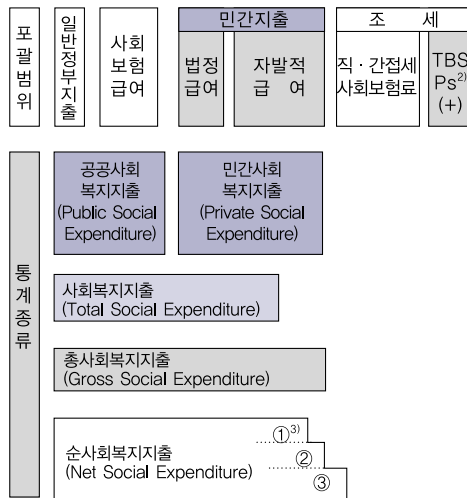 포괄범위
일반정부지출
사회
보험
급여
민간지출
법정
급여
자발적
급 여
조 세
직·간접세
사회보험료
TBS
Ps2)
(+)
통계종류
공공사회
복지지출
(Public Social
Expenditure)
민간사회
복지지출
(Private Social
Expenditure)
사회복지지출
(Total Social Expenditure)
총사회복지지출
(Gross Social Expenditure)
순사회복지지출
(Net Social Expenditure)
①3)
②
③